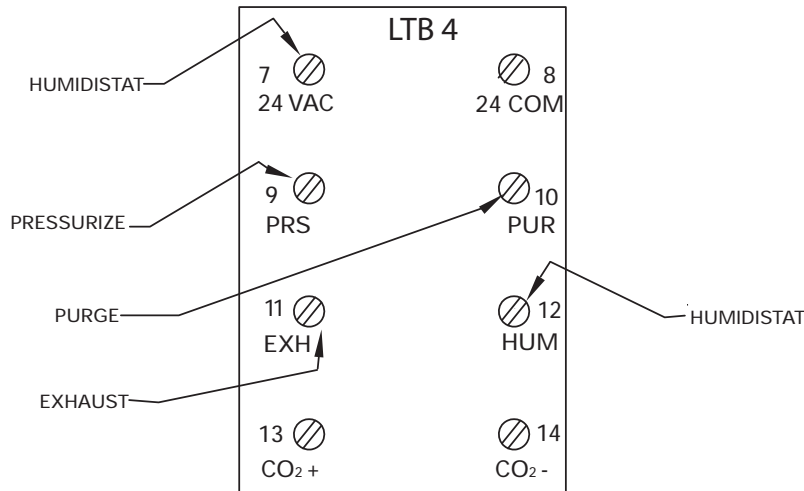 LTB 4
HUMIDISTAT
7
8
24 VAC
24 COM
9
10
PRESSURIZE
PRS
PUR
PURGE
11
12
HUMIDISTAT
EXH
HUM
EXHAUST
13
14
CO2 +
CO2 -